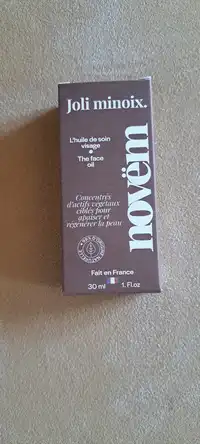 Joli minoix.
L'huile de soin
visage
The face
oil
novëm
Concentrés
d'actifs végétaux
ciblés pour
apaiser et
régénérer la peau
Fait en France
30 ml 1. Fl.oz